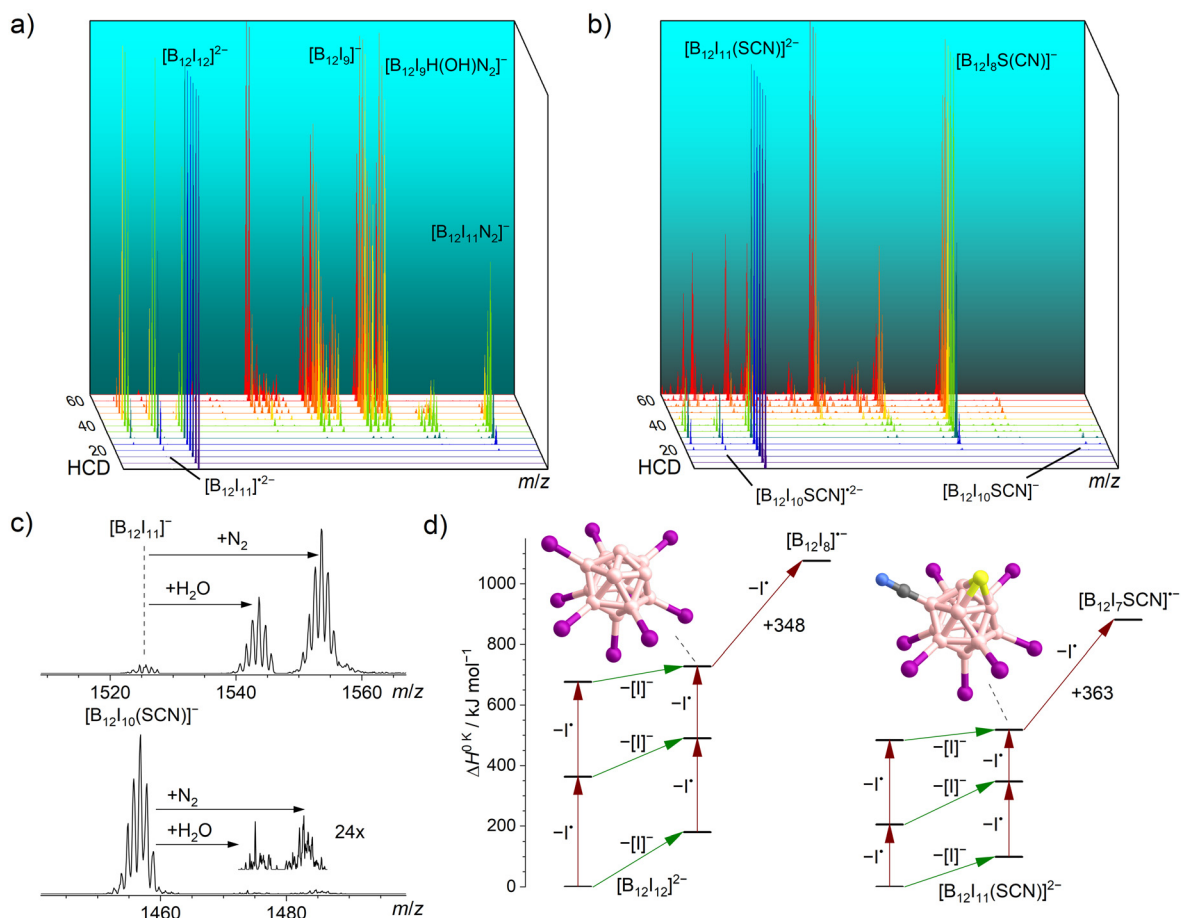 a)
[B₁₂I₁₂]²⁻
[B₁₂I₉]⁻
[B₁₂I₉H(OH)N₂]⁻
[B₁₂I₁₁N₂]⁻
60
40
20
HCD
m/z
[B₁₂I₁₁]•²⁻
b)
[B₁₂I₁₁(SCN)]²⁻
[B₁₂I₈S(CN)]⁻
60
40
20
HCD
m/z
[B₁₂I₁₀SCN]•²⁻
[B₁₂I₁₀SCN]⁻
c)
[B₁₂I₁₁]⁻
+N₂
+H₂O
1520
1540
1560
m/z
[B₁₂I₁₀(SCN)]⁻
+N₂
+H₂O
24x
1460
1480
m/z
d)
ΔH⁰ ᴷ / kJ mol⁻¹
1000
800
600
400
200
0
[B₁₂I₈]•⁻
−I•
+348
−[I]⁻
−I•
−I•
−[I]⁻
−I•
−I•
−[I]⁻
[B₁₂I₁₂]²⁻
[B₁₂I₇SCN]•⁻
−I•
+363
−[I]⁻
−I•
−I•
−[I]⁻
−I•
−I•
−[I]⁻
[B₁₂I₁₁(SCN)]²⁻